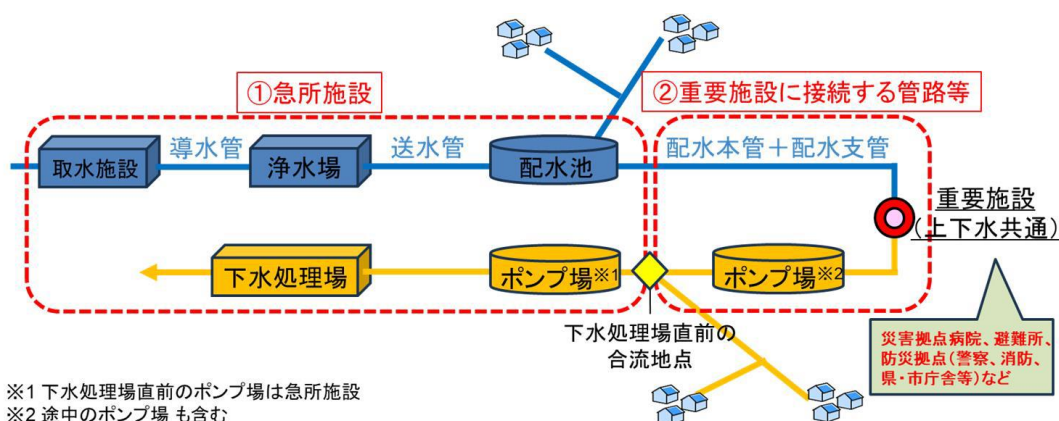 ①急所施設
②重要施設に接続する管路等
取水施設
導水管
浄水場
送水管
配水池
配水本管＋配水支管
重要施設
（上下水共通）
下水処理場
ポンプ場※1
ポンプ場※2
下水処理場直前の
合流地点
災害拠点病院、避難所、
防災拠点（警察、消防、
県・市庁舎等）など
※1 下水処理場直前のポンプ場は急所施設
※2 途中のポンプ場 も含む